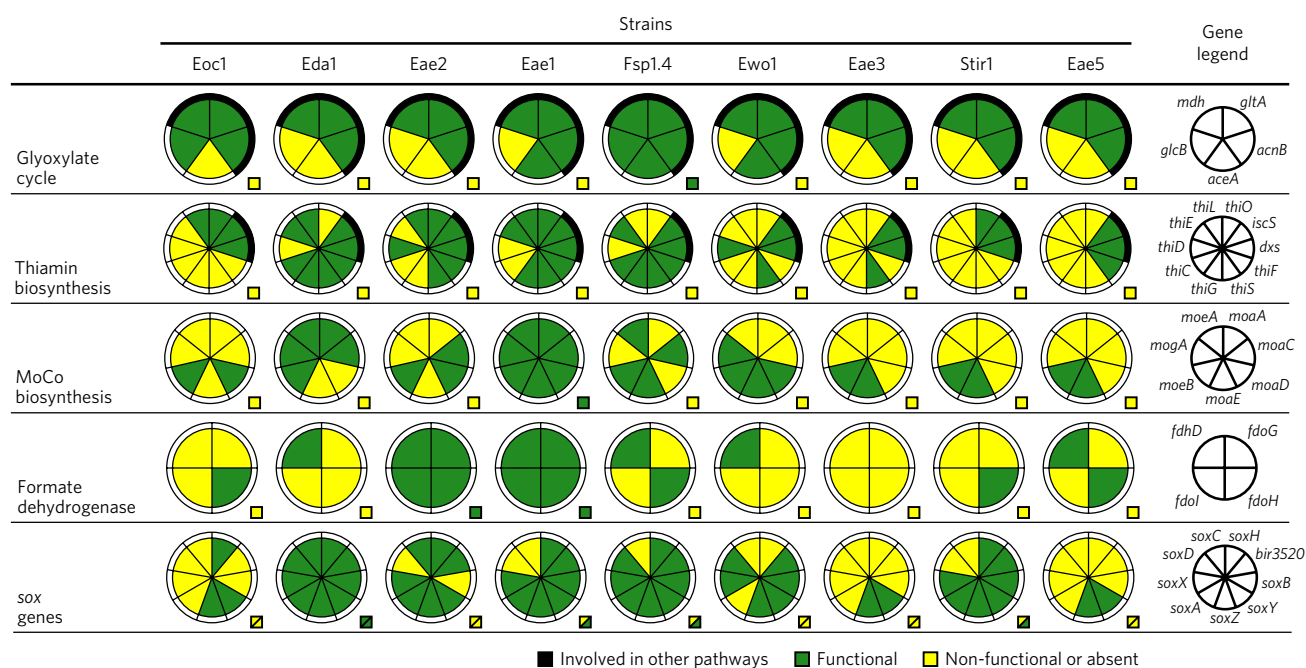 Strains
Gene
legend
Eoc1 Eda1 Eae2 Eae1 Fsp1.4 Ewo1 Eae3 Stir1 Eae5
mdh gltA
Glyoxylate
cycle
glcB acnB
aceA
thiL thiO
thiE iscS
thiD dxs
Thiamin
biosynthesis
thiC thiF
thiG thiS
moeA moaA
mogA moaC
MoCo
biosynthesis
moeB moaD
moaE
fdhD fdoG
Formate
dehydrogenase
fdoI fdoH
soxC soxH
soxD bir3520
soxX soxB
sox
genes
soxA soxY
soxZ
Involved in other pathways Functional Non-functional or absent